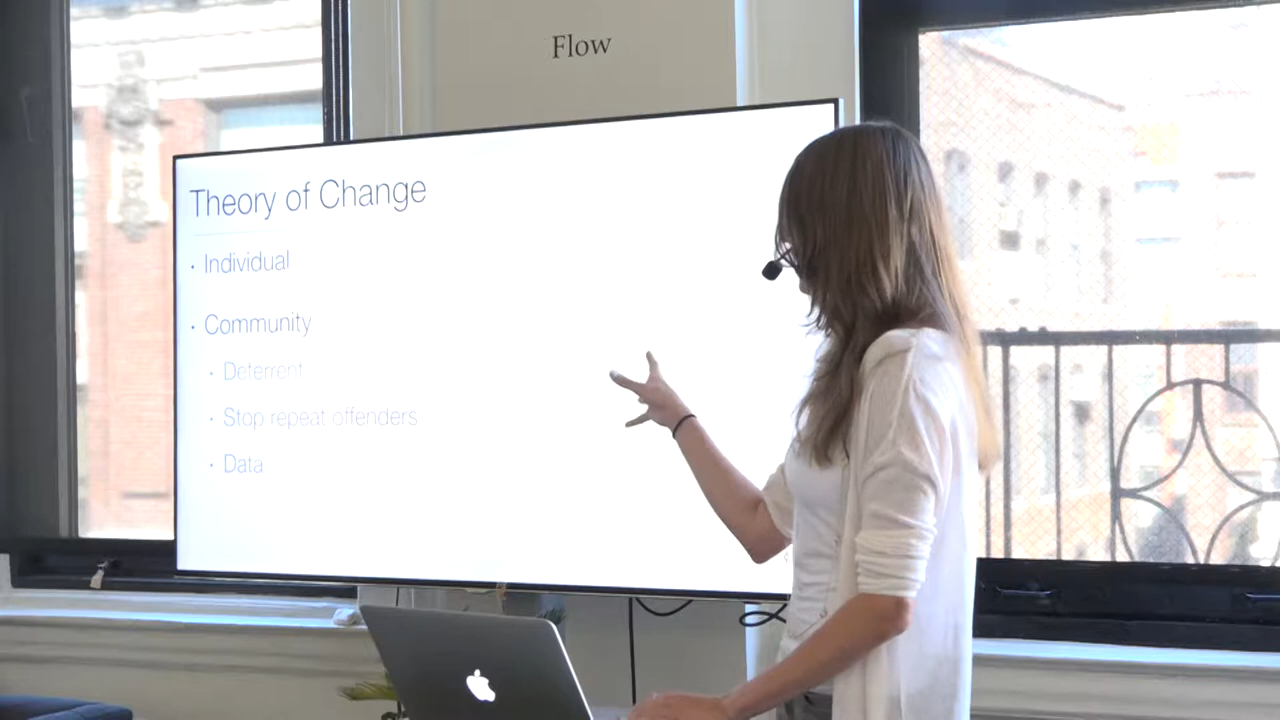 Flow
Theory of Change
• Individual
• Community
• Deterrent
• Stop repeat offenders
• Data